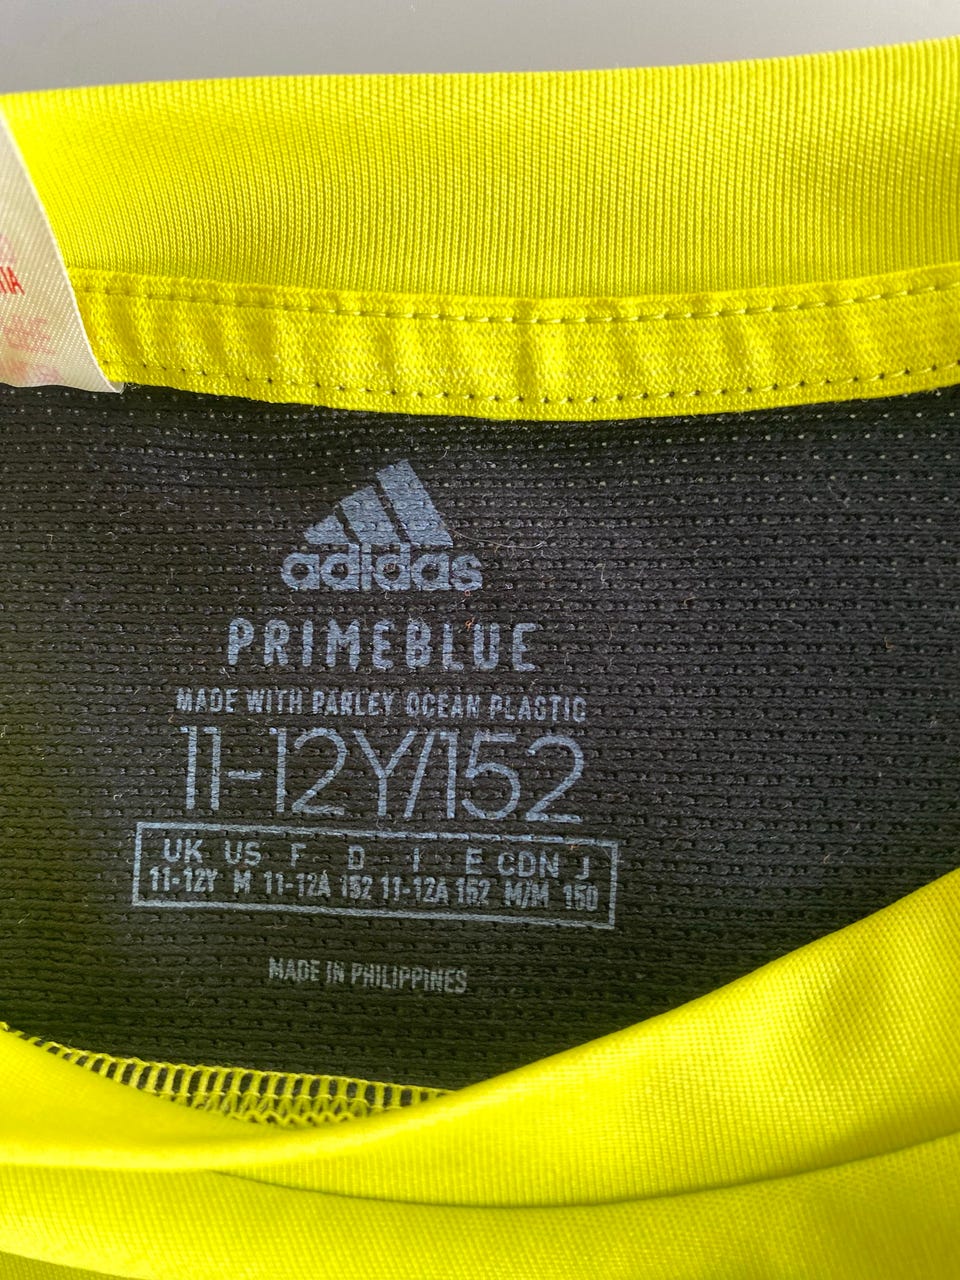 adidas
PRIMEBLUE
MADE WITH PARLEY OCEAN PLASTIC
11-12Y/152
UK US F D I E CDN J
11-12Y M 11-12A 152 11-12A 152 M/M 150
MADE IN PHILIPPINES